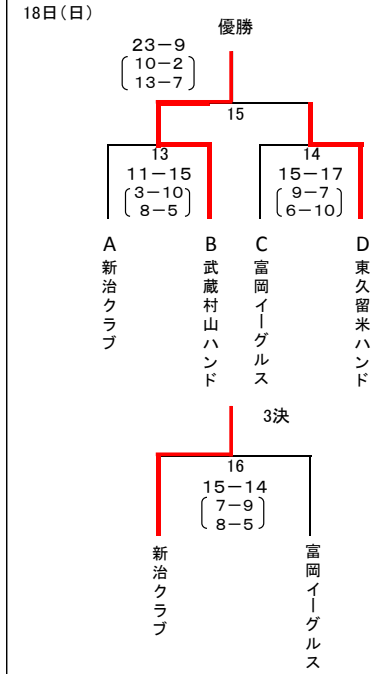 18日(日)
優勝
23-9
10-2
13-7
15
13
14
11-15
15-17
3-10
8-5
9-7
6-10
A
B
C
D
新治クラブ
武蔵村山ハンド
富岡イーグルス
東久留米ハンド
3決
16
15-14
7-9
8-5
新治クラブ
富岡イーグルス